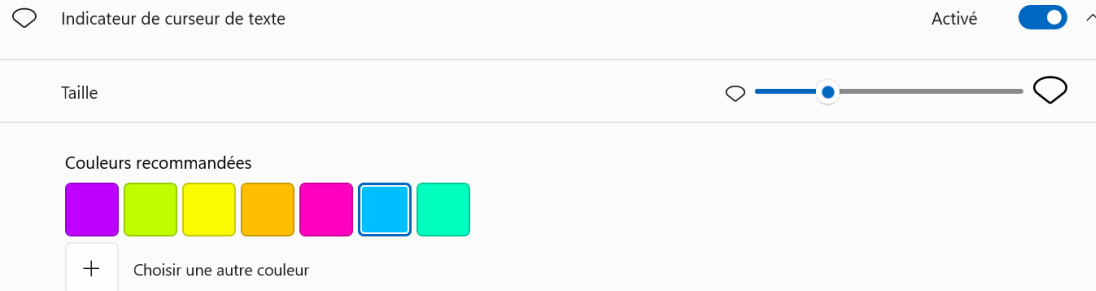 Indicateur de curseur de texte Activé
Taille
Couleurs recommandées
Choisir une autre couleur